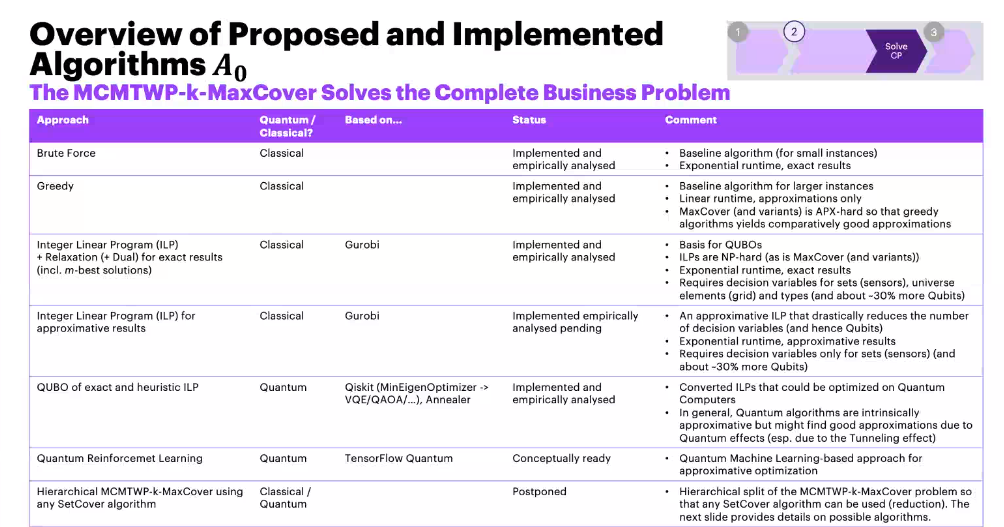 Overview of Proposed and Implemented
Algorithms A₀
The MCMTWP-k-MaxCover Solves the Complete Business Problem
1
2
Solve
CP
3
Approach
Quantum /
Classical?
Based on...
Status
Comment
Brute Force
Classical
Implemented and
empirically analysed
• Baseline algorithm (for small instances)
• Exponential runtime, exact results
Greedy
Classical
Implemented and
empirically analysed
• Baseline algorithm for larger instances
• Linear runtime, approximations only
• MaxCover (and variants) is APX-hard so that greedy
algorithms yields comparatively good approximations
Integer Linear Program (ILP)
+ Relaxation (+ Dual) for exact results
(incl. m-best solutions)
Classical
Gurobi
Implemented and
empirically analysed
• Basis for QUBOs
• ILPs are NP-hard (as is MaxCover (and variants))
• Exponential runtime, exact results
• Requires decision variables for sets (sensors), universe
elements (grid) and types (and about ~30% more Qubits)
Integer Linear Program (ILP) for
approximative results
Classical
Gurobi
Implemented empirically
analysed pending
• An approximative ILP that drastically reduces the number
of decision variables (and hence Qubits)
• Exponential runtime, approximative results
• Requires decision variables only for sets (sensors) (and
about ~30% more Qubits)
QUBO of exact and heuristic ILP
Quantum
Qiskit (MinEigenOptimizer ->
VQE/QAOA/...), Annealer
Implemented and
empirically analysed
• Converted ILPs that could be optimized on Quantum
Computers
• In general, Quantum algorithms are intrinsically
approximative but might find good approximations due to
Quantum effects (esp. due to the Tunneling effect)
Quantum Reinforcemet Learning
Quantum
TensorFlow Quantum
Conceptually ready
• Quantum Machine Learning-based approach for
approximative optimization
Hierarchical MCMTWP-k-MaxCover using
any SetCover algorithm
Classical /
Quantum
Postponed
• Hierarchical split of the MCMTWP-k-MaxCover problem so
that any SetCover algorithm can be used (reduction). The
next slide provides details on possible algorithms.